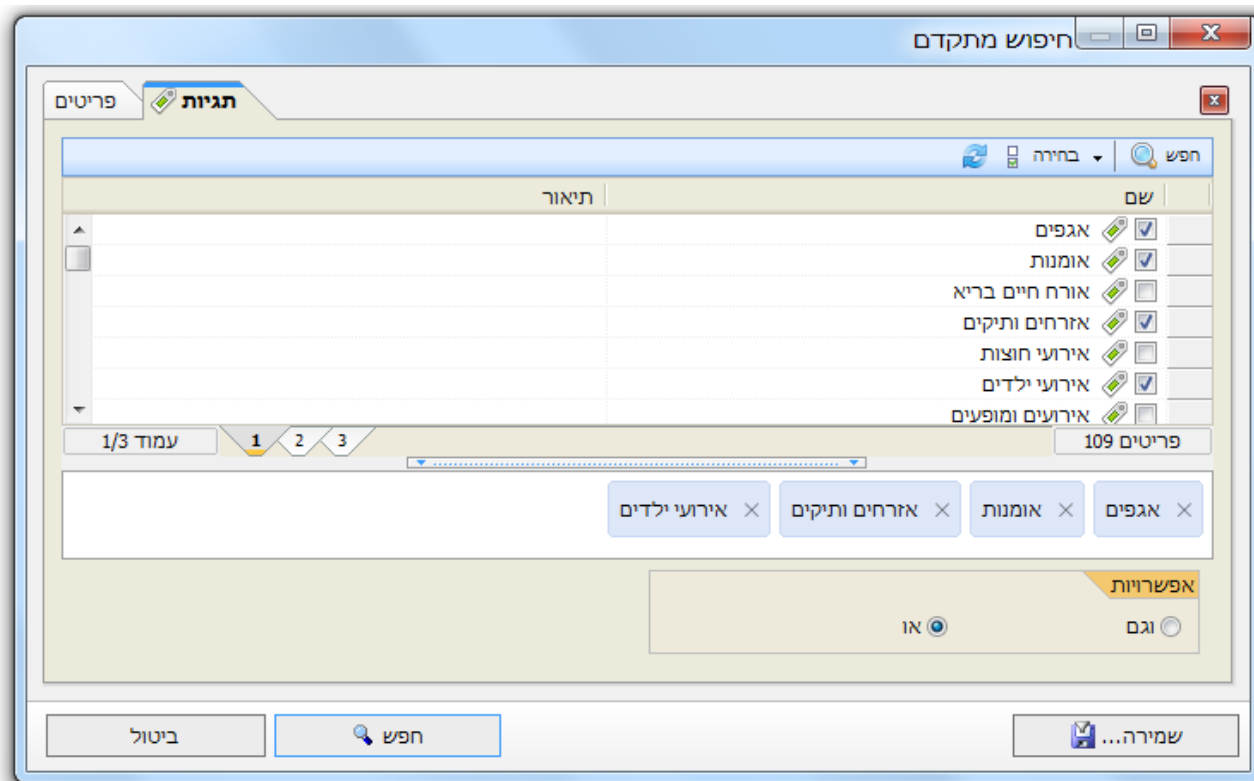 חיפוש מתקדם
תגיות פריטים
חפש בחירה
שם תיאור
אגפים
אומנות
אורח חיים בריא
אזרחים ותיקים
אירועי חוצות
אירועי ילדים
אירועים ומופעים
פריטים 109 3 2 1 עמוד 1/3
אגפים אומנות אזרחים ותיקים אירועי ילדים
אפשרויות
וגם או
שמירה... חפש ביטול